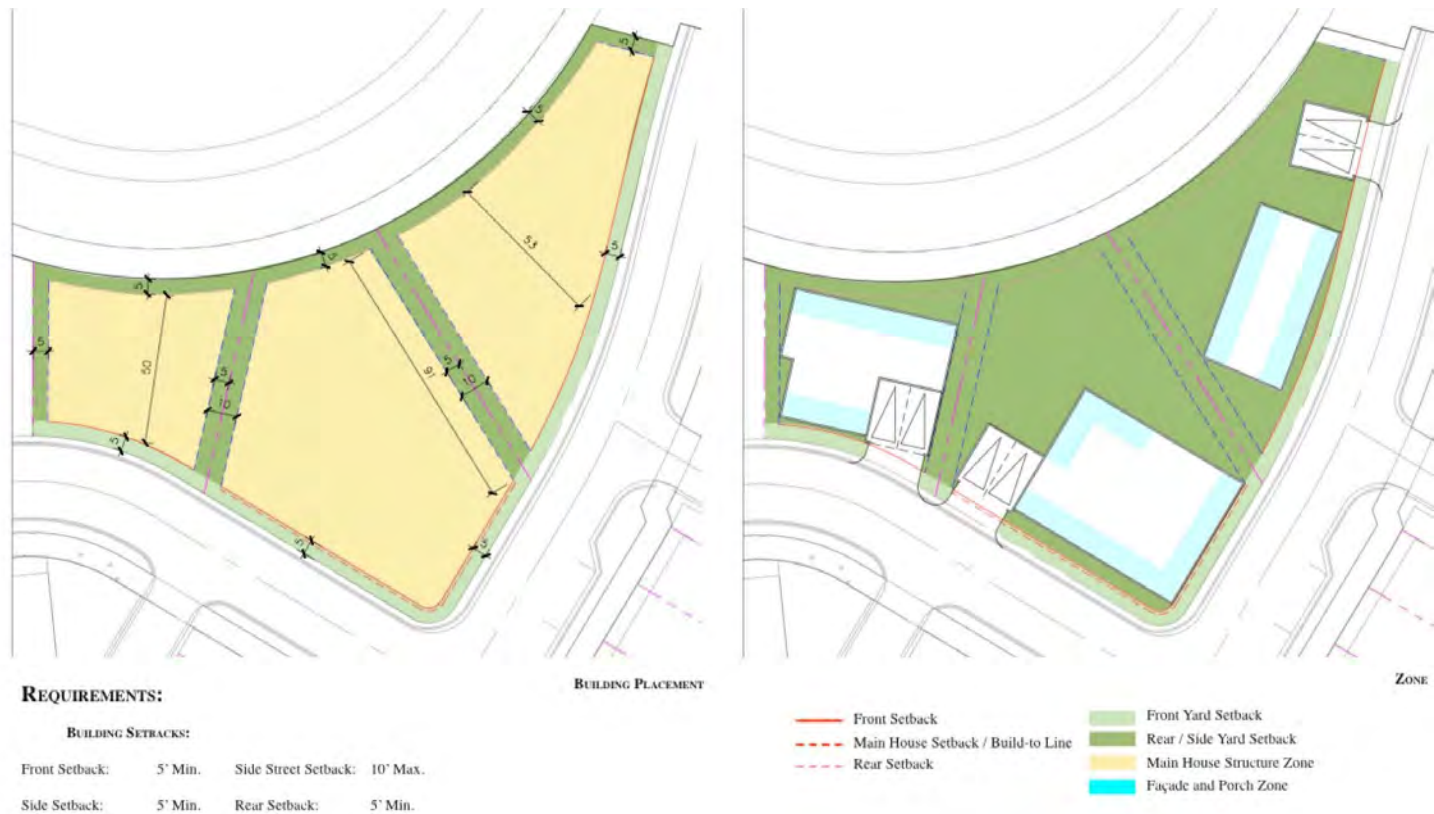 5
5
53
5
5
5
50
5
91
5
10
5
10
5
5
5
BUILDING PLACEMENT
ZONE
REQUIREMENTS:
BUILDING SETBACKS:
Front Setback: 5' Min. Side Street Setback: 10' Max.
Side Setback: 5' Min. Rear Setback: 5' Min.
Front Setback
Main House Setback / Build-to Line
Rear Setback
Front Yard Setback
Rear / Side Yard Setback
Main House Structure Zone
Façade and Porch Zone